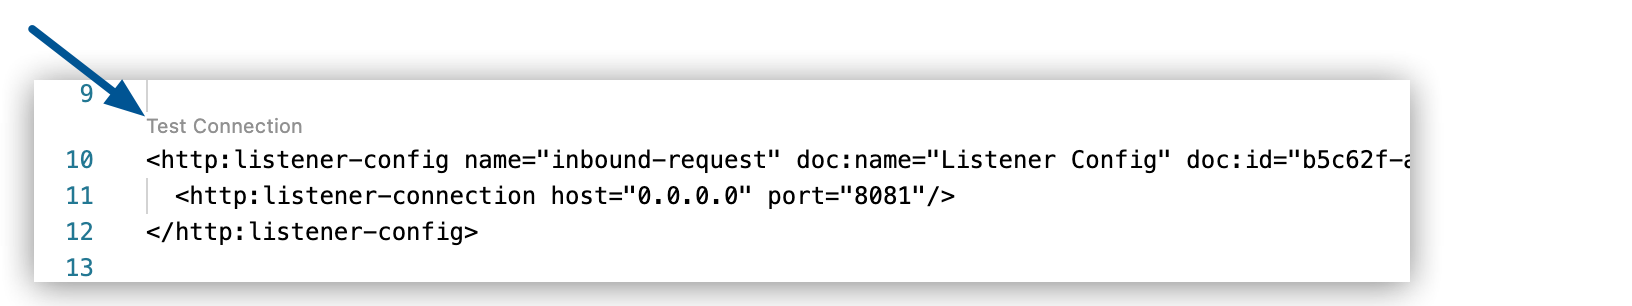 9
Test Connection
10 <http:listener-config name="inbound-request" doc:name="Listener Config" doc:id="b5c62f-a
11 <http:listener-connection host="0.0.0.0" port="8081"/>
12 </http:listener-config>
13